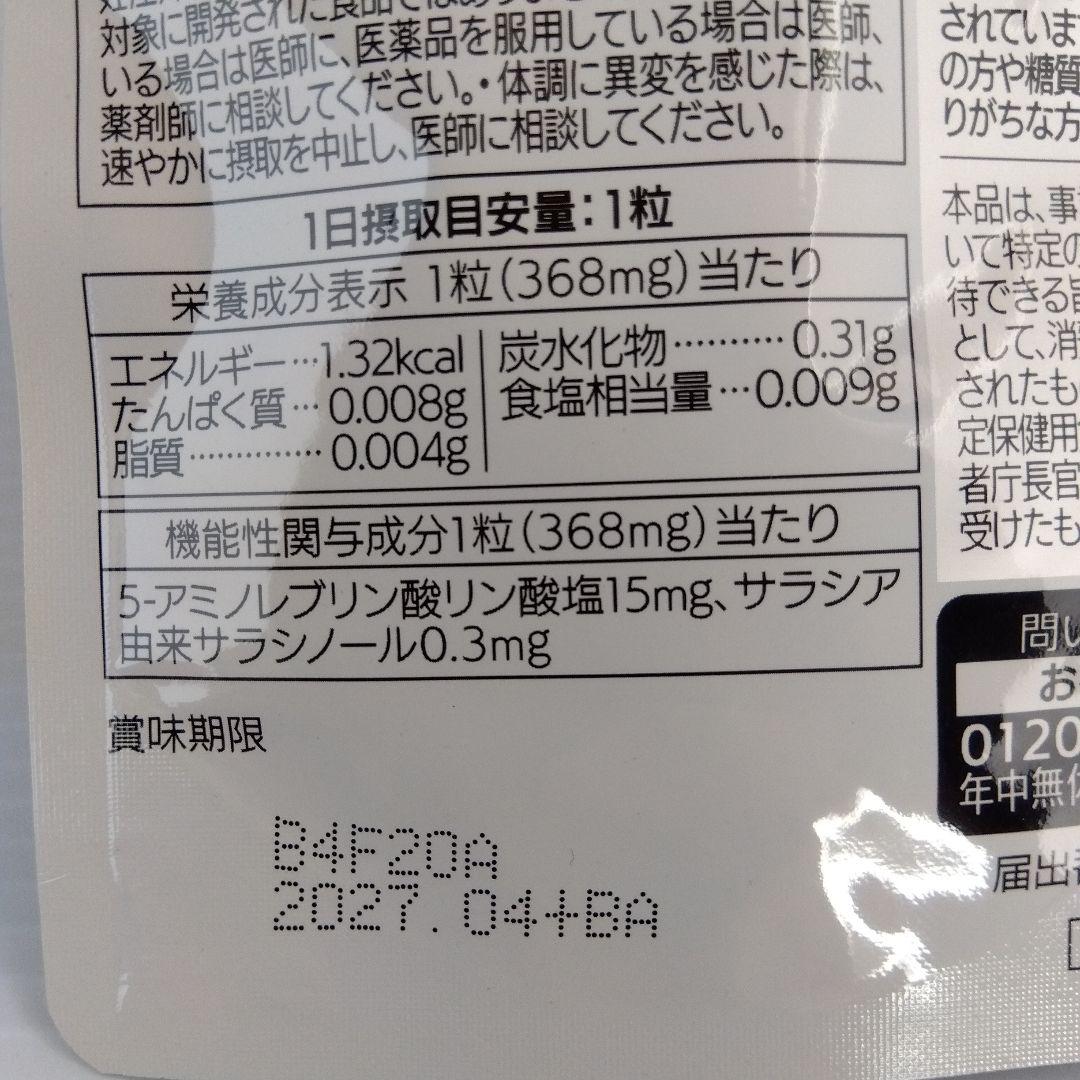 対象に開発された食品ではありま
いる場合は医師に、医薬品を服用している場合は医師、
薬剤師に相談してください。・体調に異変を感じた際は、
速やかに摂取を中止し、医師に相談してください。
1日摂取目安量：1粒
栄養成分表示 1粒（368mg）当たり
エネルギー…1.32kcal
たんぱく質…0.008g
脂質……………0.004g
炭水化物…………0.31g
食塩相当量…0.009g
機能性関与成分1粒（368mg）当たり
5-アミノレブリン酸リン酸塩15mg、サラシア
由来サラシノール0.3mg
賞味期限
B4F20A
2027.04+BA
されていま
の方や糖質
りがちな方
本品は、事
いて特定の
待できる旨
として、消
されたも
定保健用
者庁長官
受けたも
問い
お
0120
年中無休
届出番